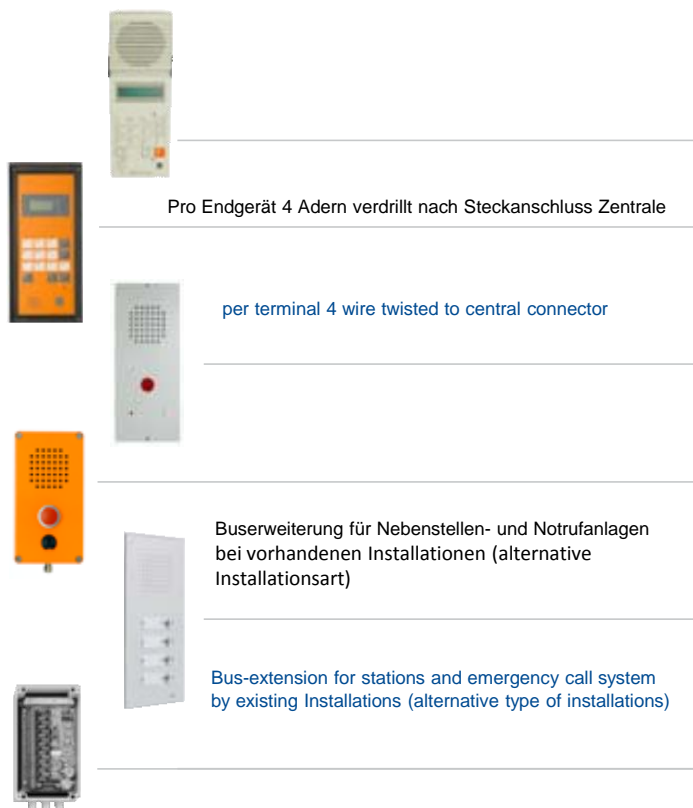 Pro Endgerät 4 Adern verdrillt nach Steckanschluss Zentrale
per terminal 4 wire twisted to central connector
Buserweiterung für Nebenstellen- und Notrufanlagen
bei vorhandenen Installationen (alternative
Installationsart)
Bus-extension for stations and emergency call system
by existing Installations (alternative type of installations)